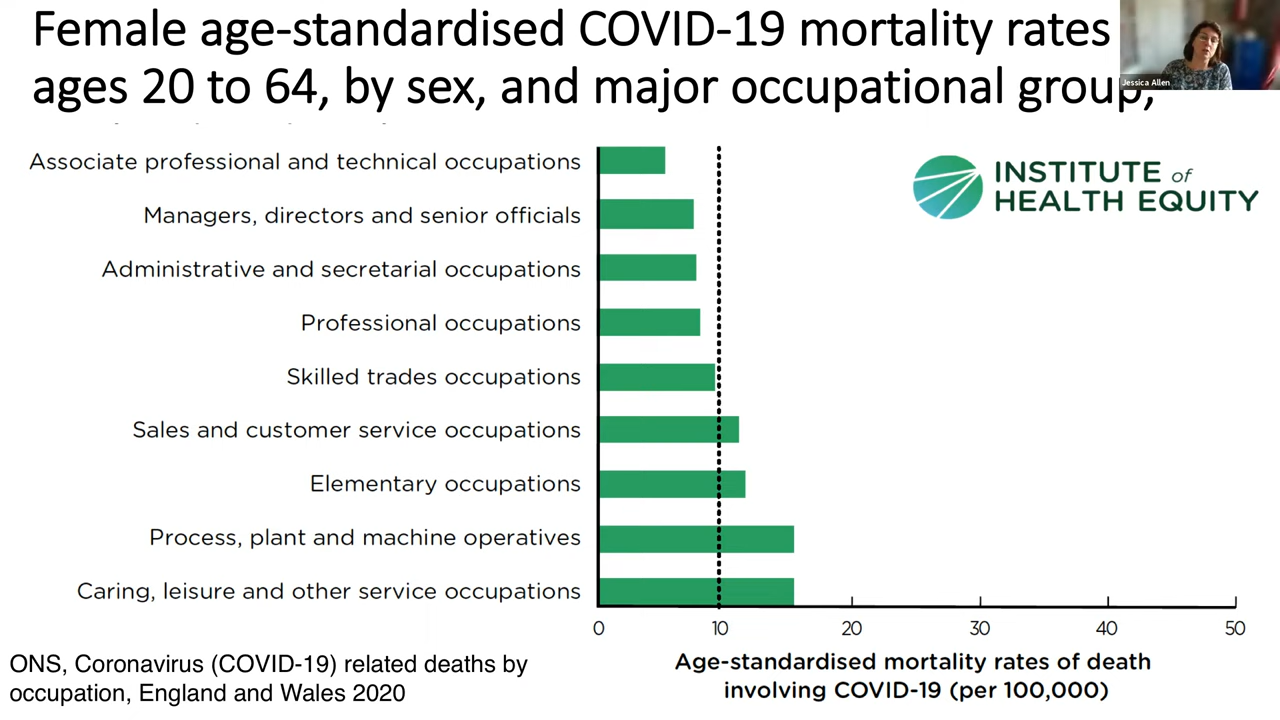 Female age-standardised COVID-19 mortality rates
ages 20 to 64, by sex, and major occupational group,
Jessica Allen
INSTITUTE of
HEALTH EQUITY
Associate professional and technical occupations
Managers, directors and senior officials
Administrative and secretarial occupations
Professional occupations
Skilled trades occupations
Sales and customer service occupations
Elementary occupations
Process, plant and machine operatives
Caring, leisure and other service occupations
0 10 20 30 40 50
Age-standardised mortality rates of death
involving COVID-19 (per 100,000)
ONS, Coronavirus (COVID-19) related deaths by
occupation, England and Wales 2020